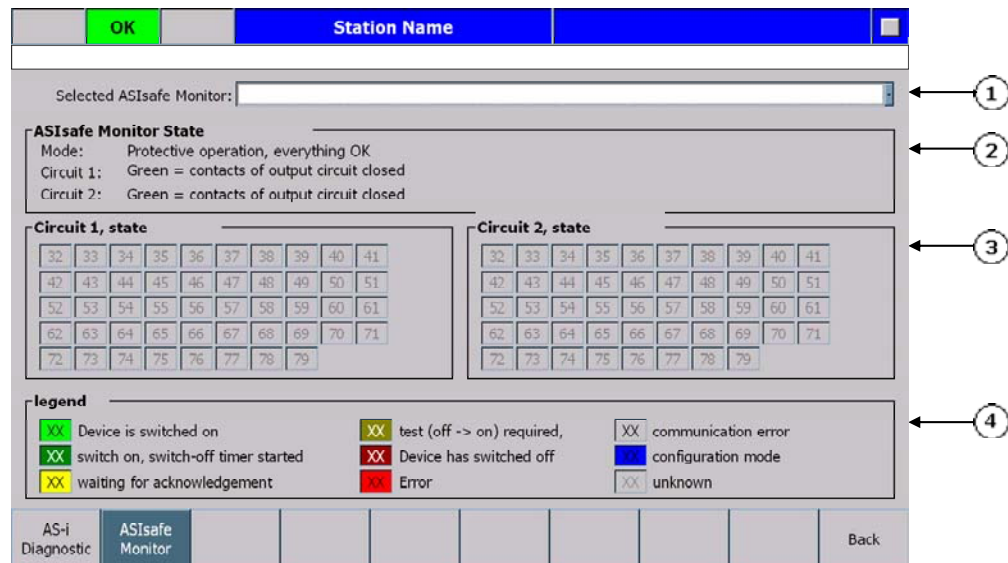 OK Station Name
Selected ASIsafe Monitor: 1
ASIsafe Monitor State
Mode: Protective operation, everything OK 2
Circuit 1: Green = contacts of output circuit closed
Circuit 2: Green = contacts of output circuit closed
Circuit 1, state
32 33 34 35 36 37 38 39 40 41
42 43 44 45 46 47 48 49 50 51
52 53 54 55 56 57 58 59 60 61
62 63 64 65 66 67 68 69 70 71
72 73 74 75 76 77 78 79
Circuit 2, state
32 33 34 35 36 37 38 39 40 41
42 43 44 45 46 47 48 49 50 51
52 53 54 55 56 57 58 59 60 61
62 63 64 65 66 67 68 69 70 71
72 73 74 75 76 77 78 79
3
legend
XX Device is switched on
XX switch on, switch-off timer started
XX waiting for acknowledgement
XX test (off -> on) required,
XX Device has switched off
XX Error
XX communication error
XX configuration mode
XX unknown
4
AS-i
Diagnostic
ASIsafe
Monitor
Back